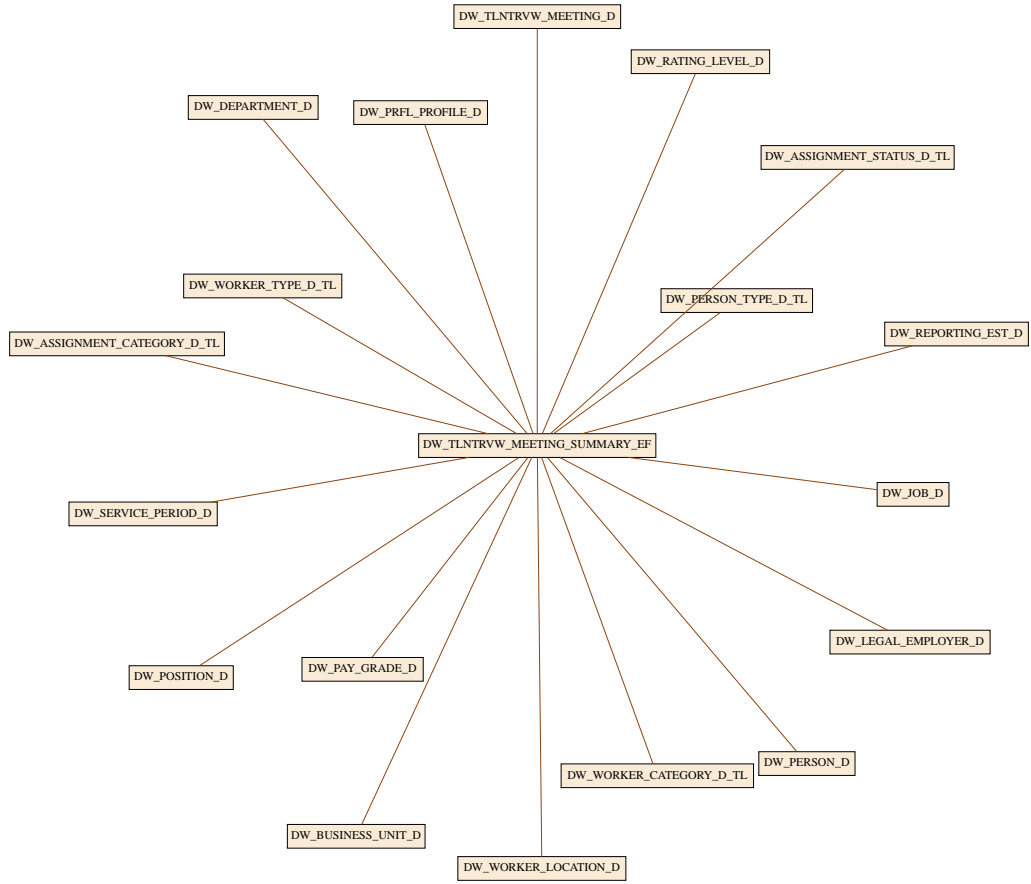 DW_TLNTRVW_MEETING_D
DW_RATING_LEVEL_D
DW_DEPARTMENT_D
DW_PRFL_PROFILE_D
DW_ASSIGNMENT_STATUS_D_TL
DW_WORKER_TYPE_D_TL
DW_PERSON_TYPE_D_TL
DW_REPORTING_EST_D
DW_ASSIGNMENT_CATEGORY_D_TL
DW_TLNTRVW_MEETING_SUMMARY_EF
DW_JOB_D
DW_SERVICE_PERIOD_D
DW_LEGAL_EMPLOYER_D
DW_PAY_GRADE_D
DW_POSITION_D
DW_PERSON_D
DW_WORKER_CATEGORY_D_TL
DW_BUSINESS_UNIT_D
DW_WORKER_LOCATION_D